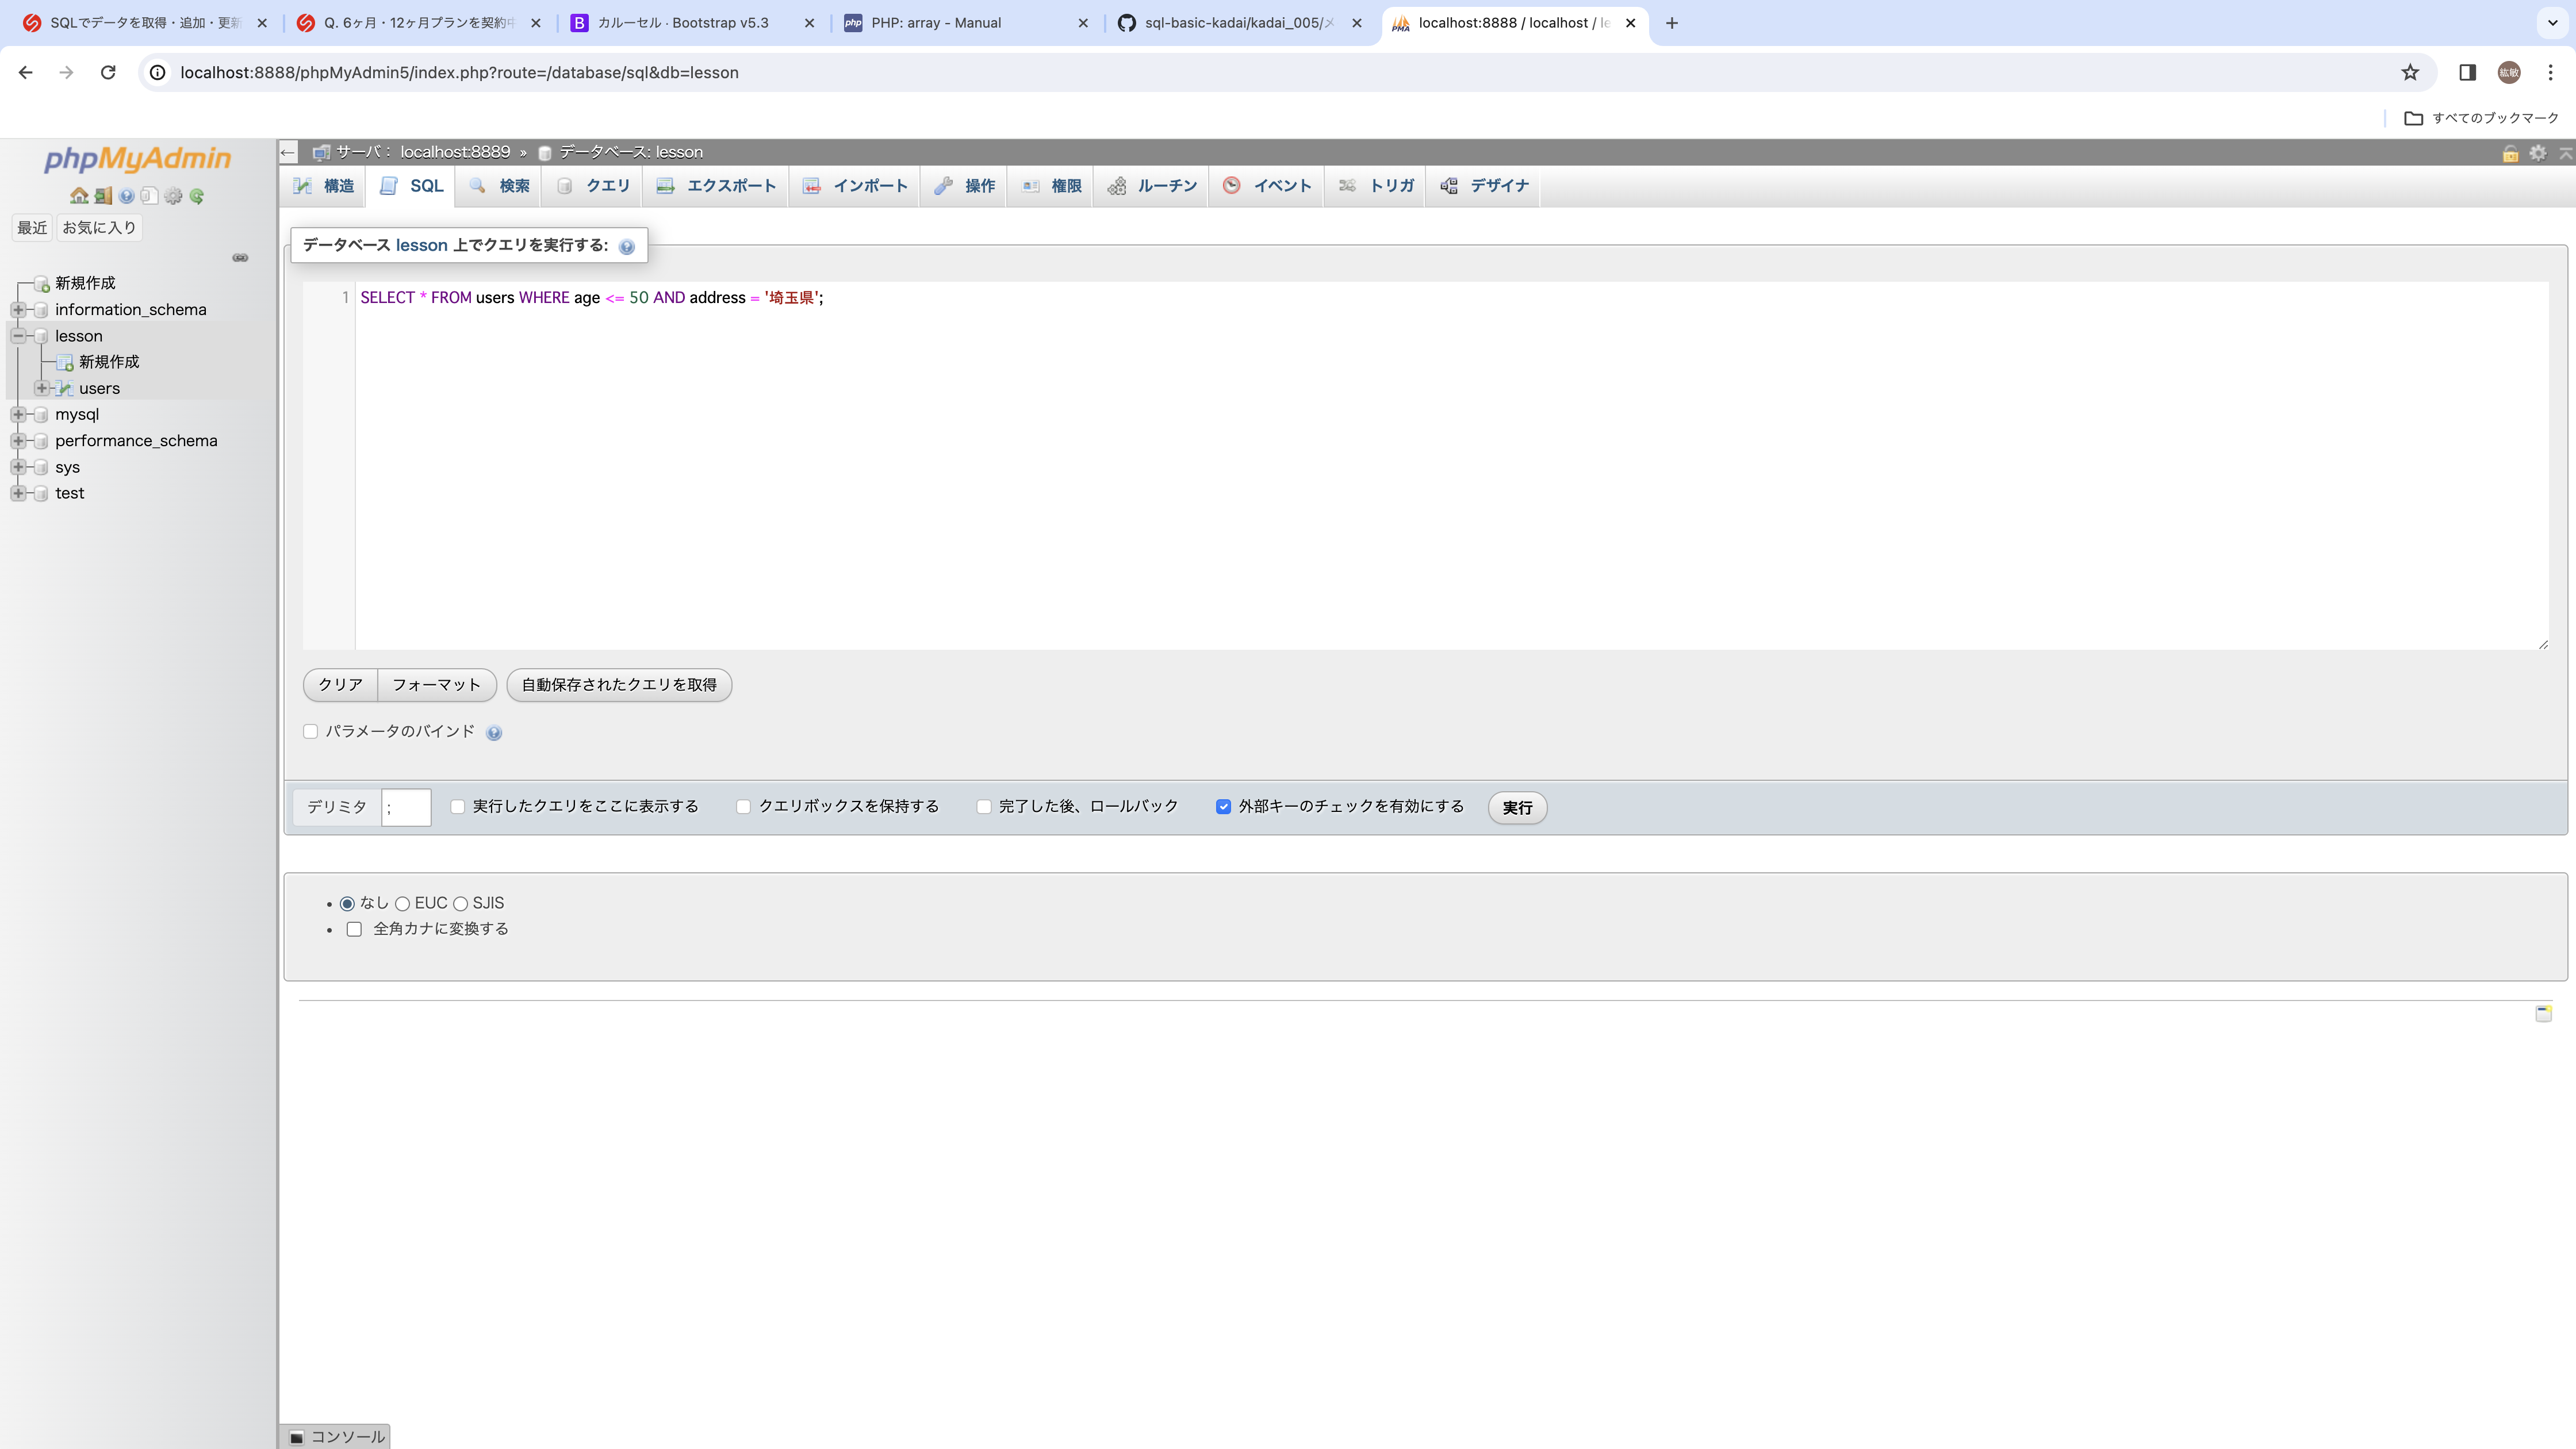 SQLでデータを取得・追加・更新
Q. 6ヶ月・12ヶ月プランを契約中
カルーセル · Bootstrap v5.3
PHP: array - Manual
sql-basic-kadai/kadai_005/メ
localhost:8888 / localhost / le
localhost:8888/phpMyAdmin5/index.php?route=/database/sql&db=lesson
紘敏
すべてのブックマーク
phpMyAdmin
最近 お気に入り
新規作成
information_schema
lesson
新規作成
users
mysql
performance_schema
sys
test
サーバ： localhost:8889 » データベース: lesson
構造 SQL 検索 クエリ エクスポート インポート 操作 権限 ルーチン イベント トリガ デザイナ
データベース lesson 上でクエリを実行する:
1 SELECT * FROM users WHERE age <= 50 AND address = '埼玉県';
クリア フォーマット 自動保存されたクエリを取得
パラメータのバインド
デリミタ ; 実行したクエリをここに表示する クエリボックスを保持する 完了した後、ロールバック 外部キーのチェックを有効にする 実行
なし EUC SJIS
全角カナに変換する
コンソール